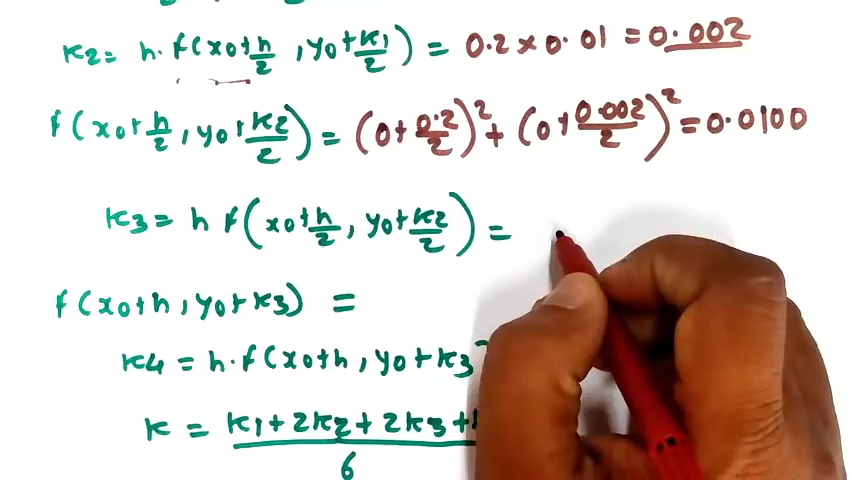 k2 = h. f(x0+h/2 , y0+k1/2) = 0.2 × 0.01 = 0.002
f(x0+h/2 , y0+k2/2) = (0+0.2/2)² + (0+0.002/2)² = 0.0100
k3 = h f(x0+h/2 , y0+k2/2) =
f(x0+h , y0+k3) =
k4 = h. f(x0+h , y0+k3
k = k1+2k2+2k3+
6